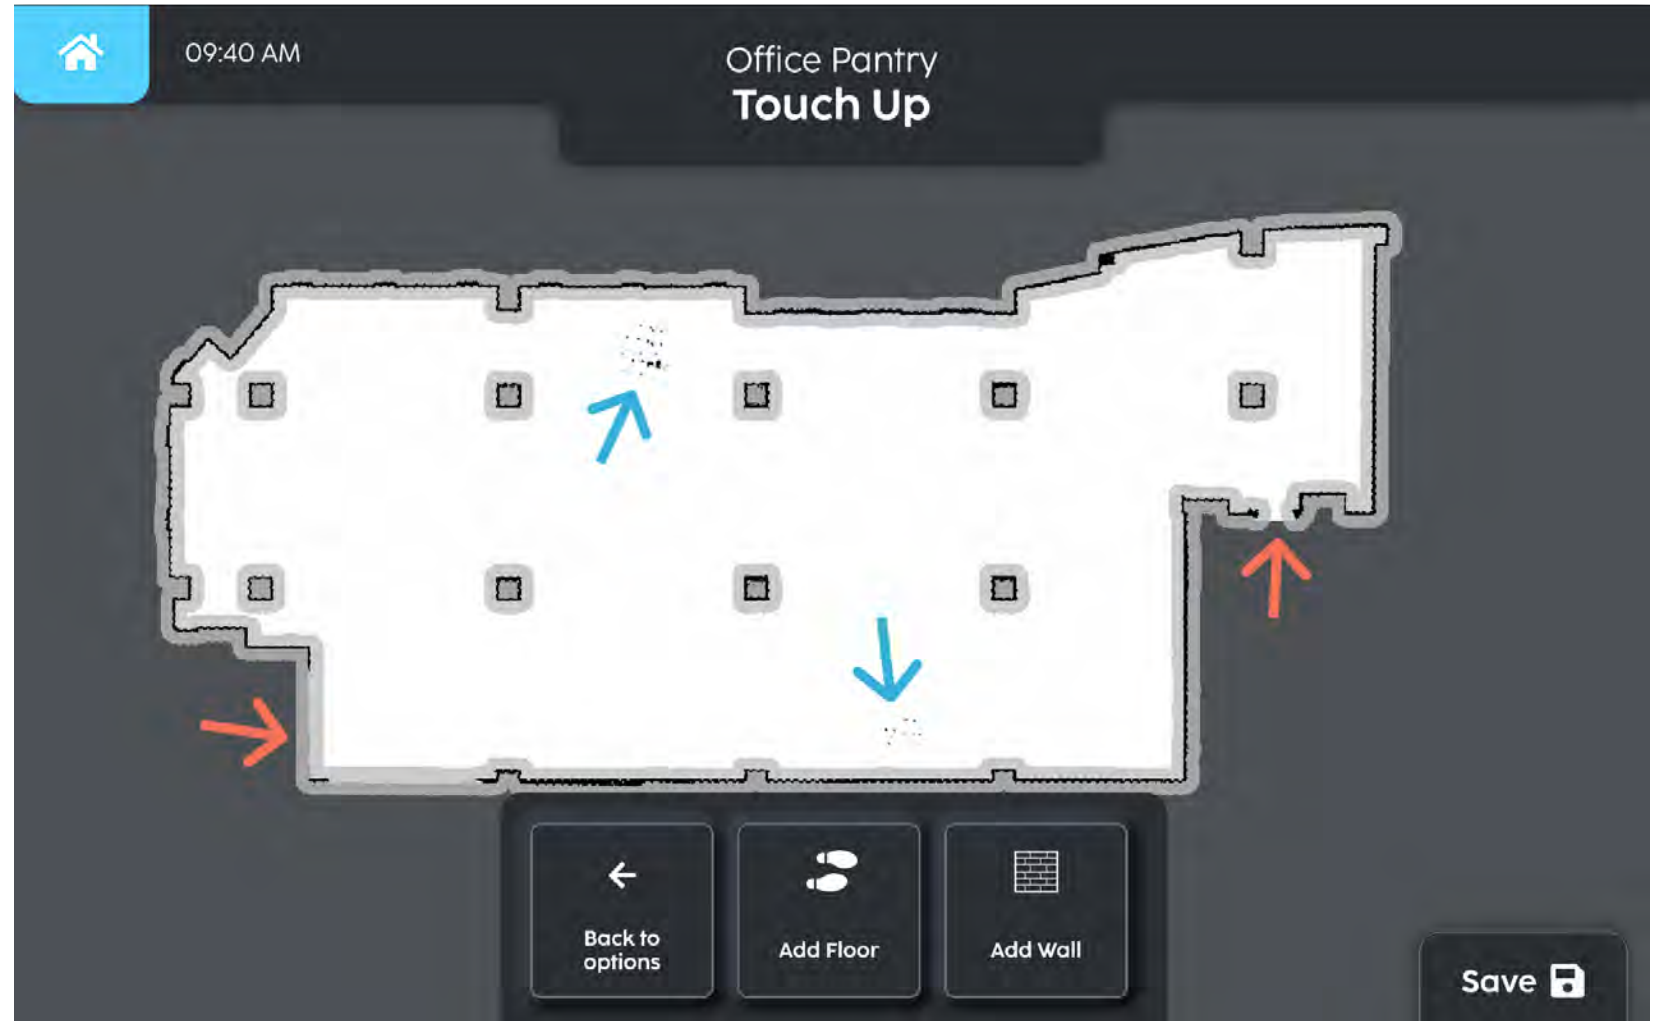 09:40 AM
Office Pantry
Touch Up
Back to
options
Add Floor
Add Wall
Save